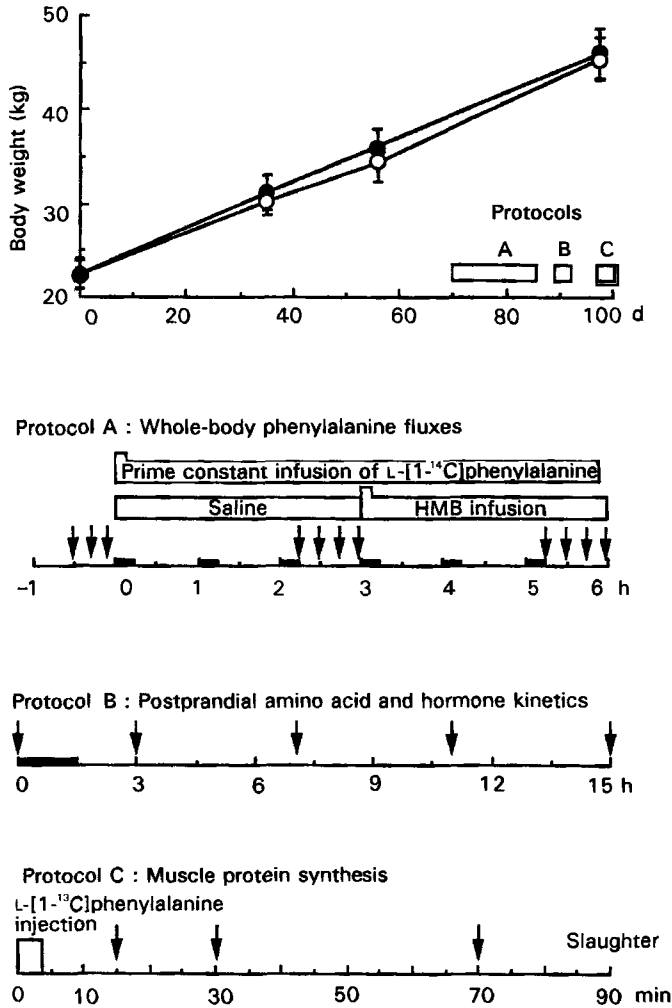 50
40
30
20
Body weight (kg)
Protocols
A B C
0 20 40 60 80 100 d
Protocol A : Whole-body phenylalanine fluxes
Prime constant infusion of L-[1-¹⁴C]phenylalanine
Saline HMB infusion
−1 0 1 2 3 4 5 6 h
Protocol B : Postprandial amino acid and hormone kinetics
0 3 6 9 12 15 h
Protocol C : Muscle protein synthesis
L-[1-¹³C]phenylalanine
injection
Slaughter
0 10 30 50 70 90 min